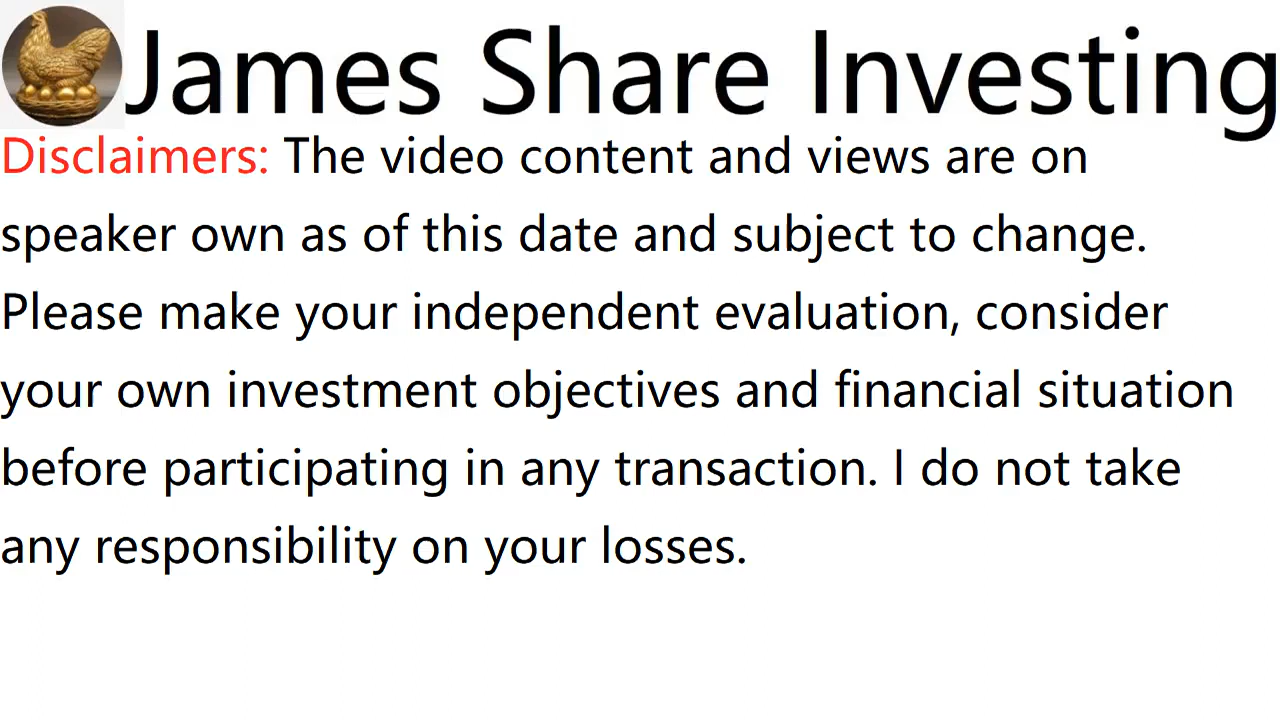 James Share Investing
Disclaimers: The video content and views are on
speaker own as of this date and subject to change.
Please make your independent evaluation, consider
your own investment objectives and financial situation
before participating in any transaction. I do not take
any responsibility on your losses.